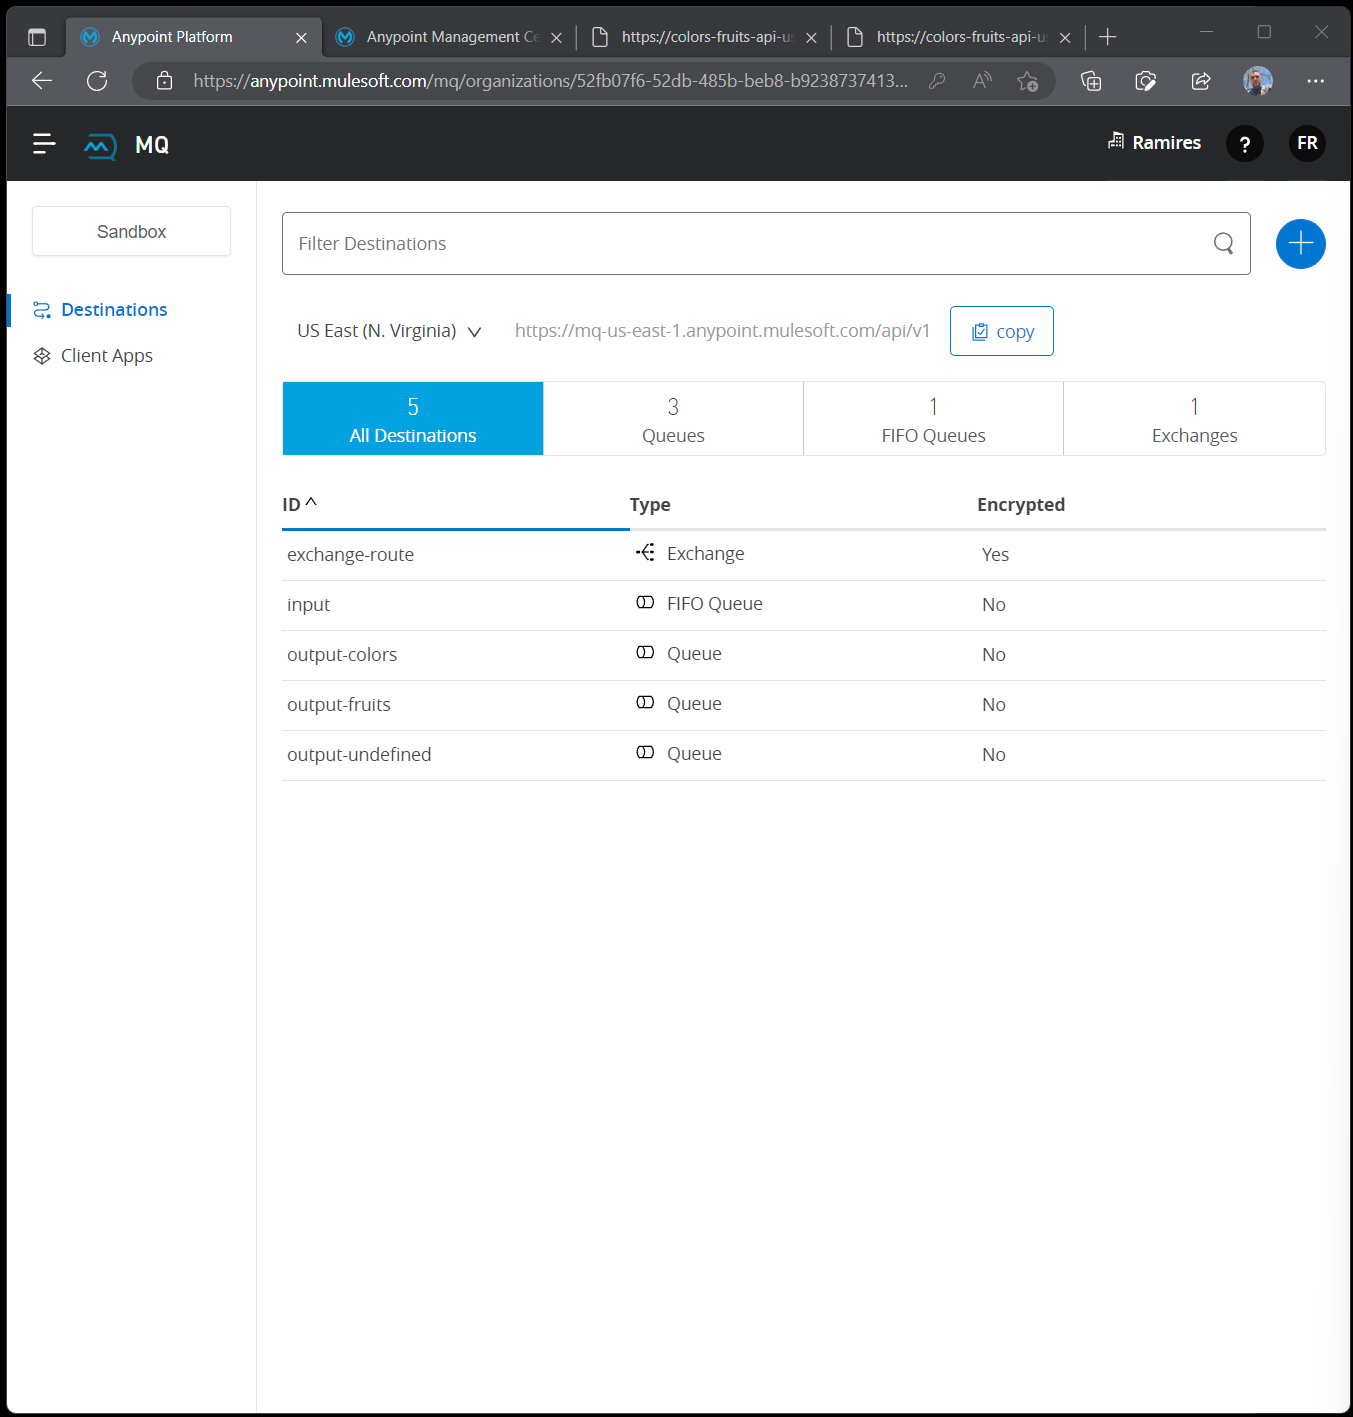 Anypoint Platform
Anypoint Management Ce
https://colors-fruits-api-us
https://colors-fruits-api-us
https://anypoint.mulesoft.com/mq/organizations/52fb07f6-52db-485b-beb8-b9238737413...
MQ
Ramires
?
FR
Sandbox
Filter Destinations
Destinations
Client Apps
US East (N. Virginia)
https://mq-us-east-1.anypoint.mulesoft.com/api/v1
copy
5
All Destinations
3
Queues
1
FIFO Queues
1
Exchanges
ID Type Encrypted
exchange-route Exchange Yes
input FIFO Queue No
output-colors Queue No
output-fruits Queue No
output-undefined Queue No